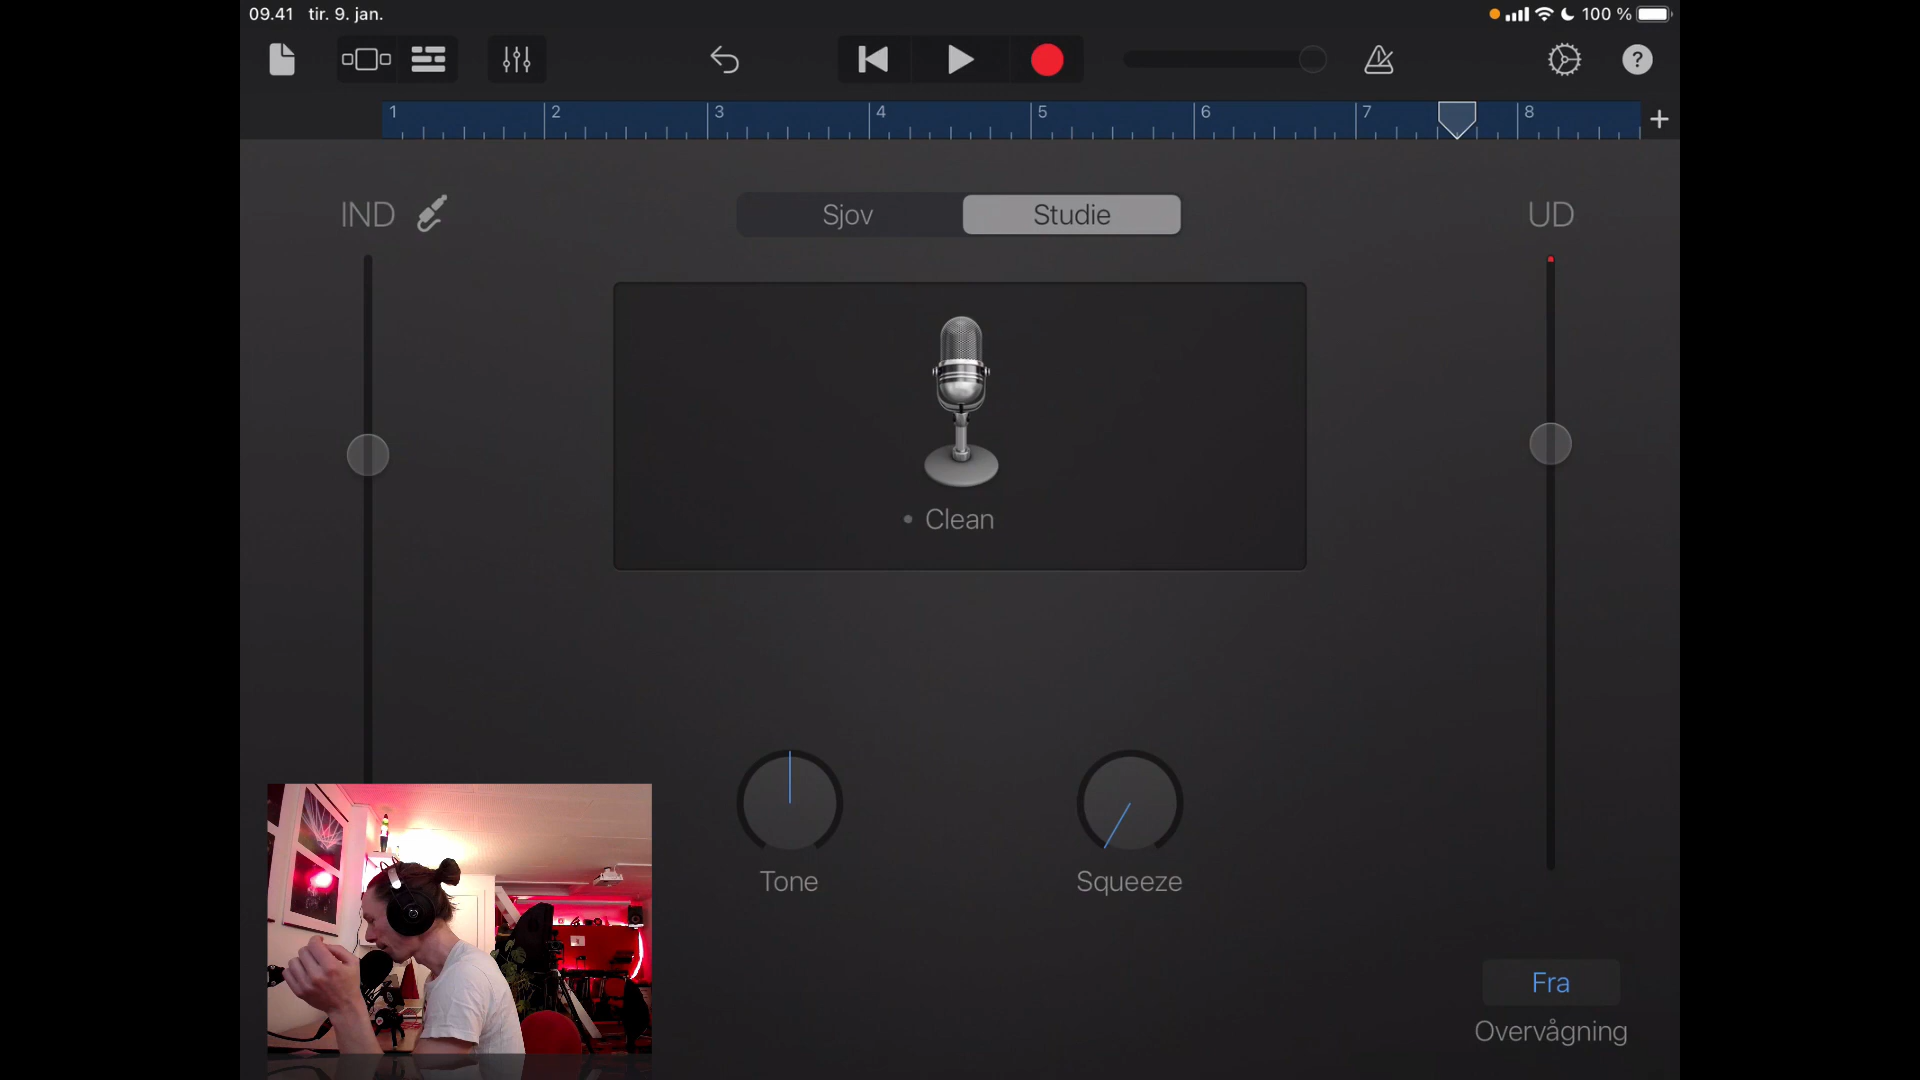 09.41 tir. 9. jan.
100 %
?
1 2 3 4 5 6 7 8 +
IND
Sjov
Studie
UD
Clean
Tone
Squeeze
Fra
Overvågning